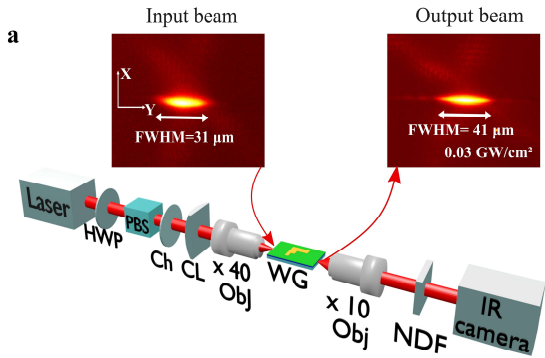 a
Input beam
Output beam
X
Y
FWHM=31 µm
FWHM= 41 µm
0.03 GW/cm²
Laser
HWP
PBS
Ch
CL
x 40
ObJ
WG
x 10
Obj
NDF
IR
camera